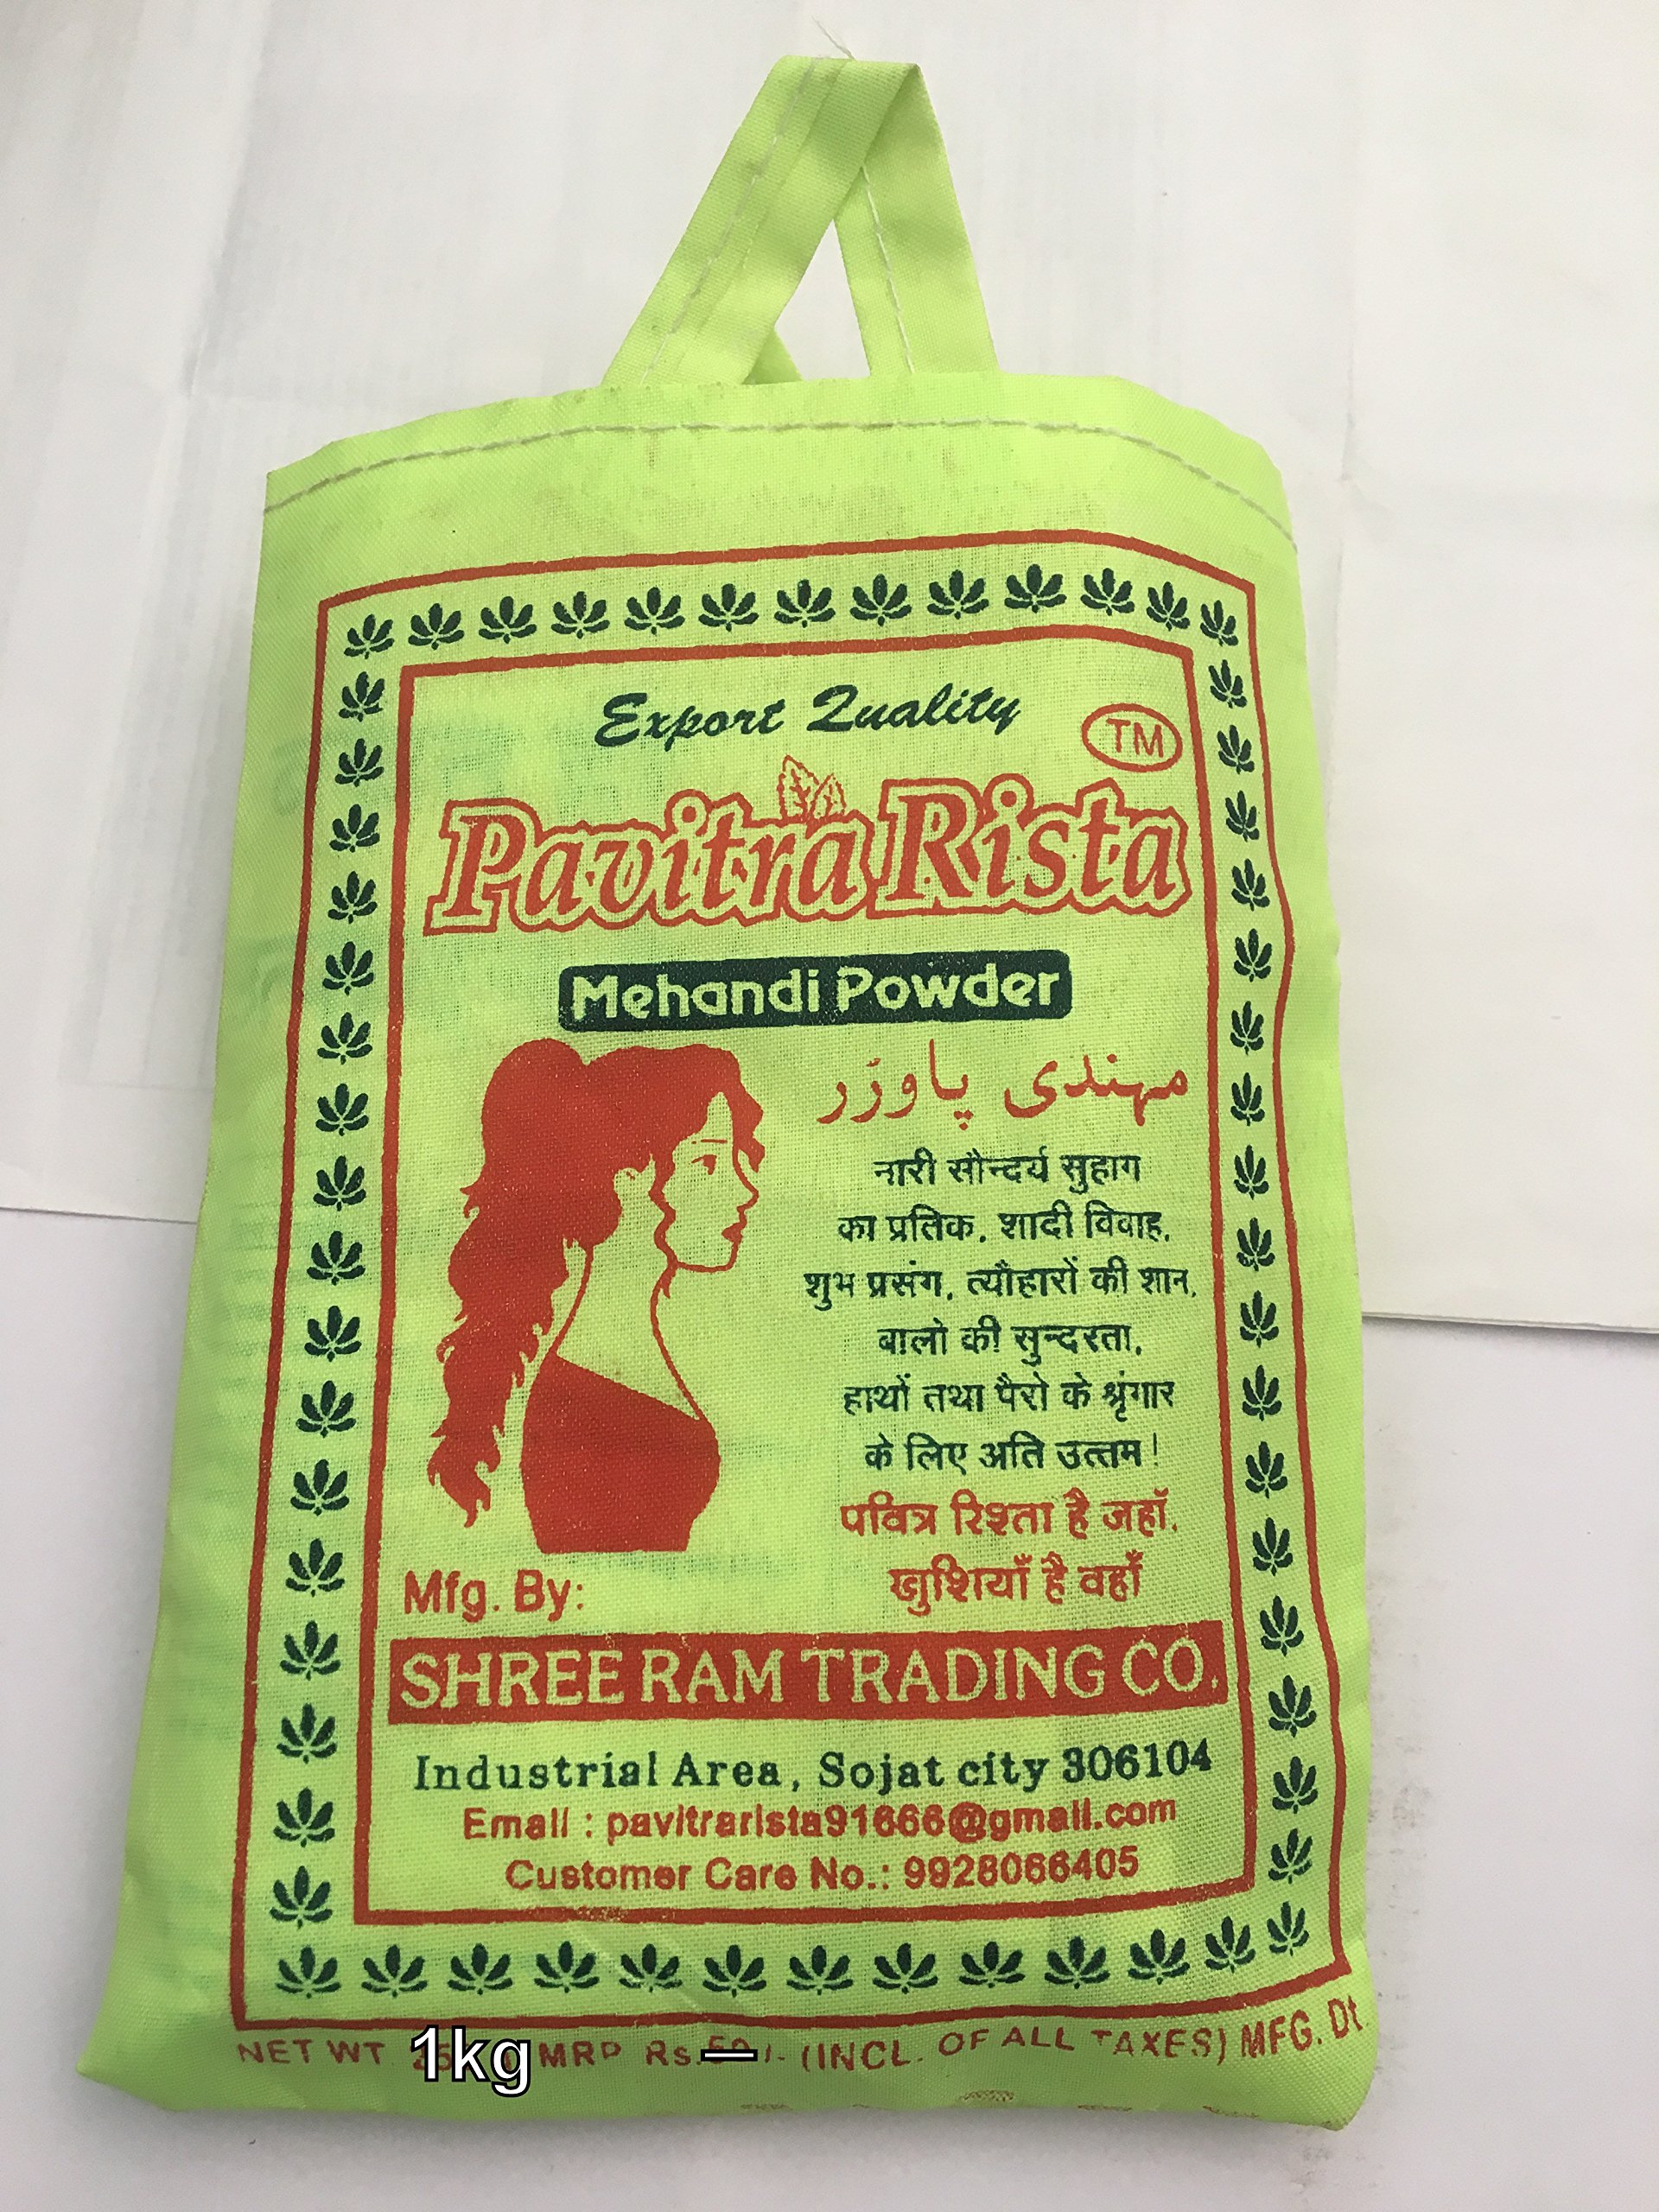 Export Quality
TM
Pavitra Rista
Mehandi Powder
مہندی پاوڑر
नारी सौन्दर्य सुहाग
का प्रतिक, शादी विवाह,
शुभ प्रसंग, त्यौहारों की शान,
बालो की सुन्दरता,
हाथों तथा पैरो के श्रृंगार
के लिए अति उत्तम!
पवित्र रिश्ता है जहाँ,
खुशियाँ है वहाँ
Mfg. By:
SHREE RAM TRADING CO.
Industrial Area, Sojat city 306104
Email : pavitrarista91666@gmail.com
Customer Care No.: 9928066405
NET WT. 1kg MRP Rs. /- (INCL. OF ALL TAXES) MFG. Dt